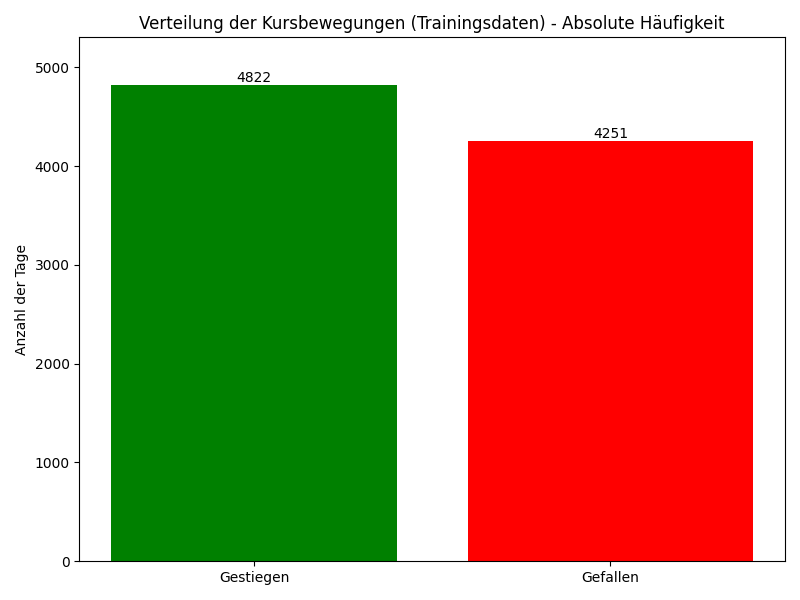 Verteilung der Kursbewegungen (Trainingsdaten) - Absolute Häufigkeit
Anzahl der Tage
5000
4000
3000
2000
1000
0
4822
4251
Gestiegen
Gefallen